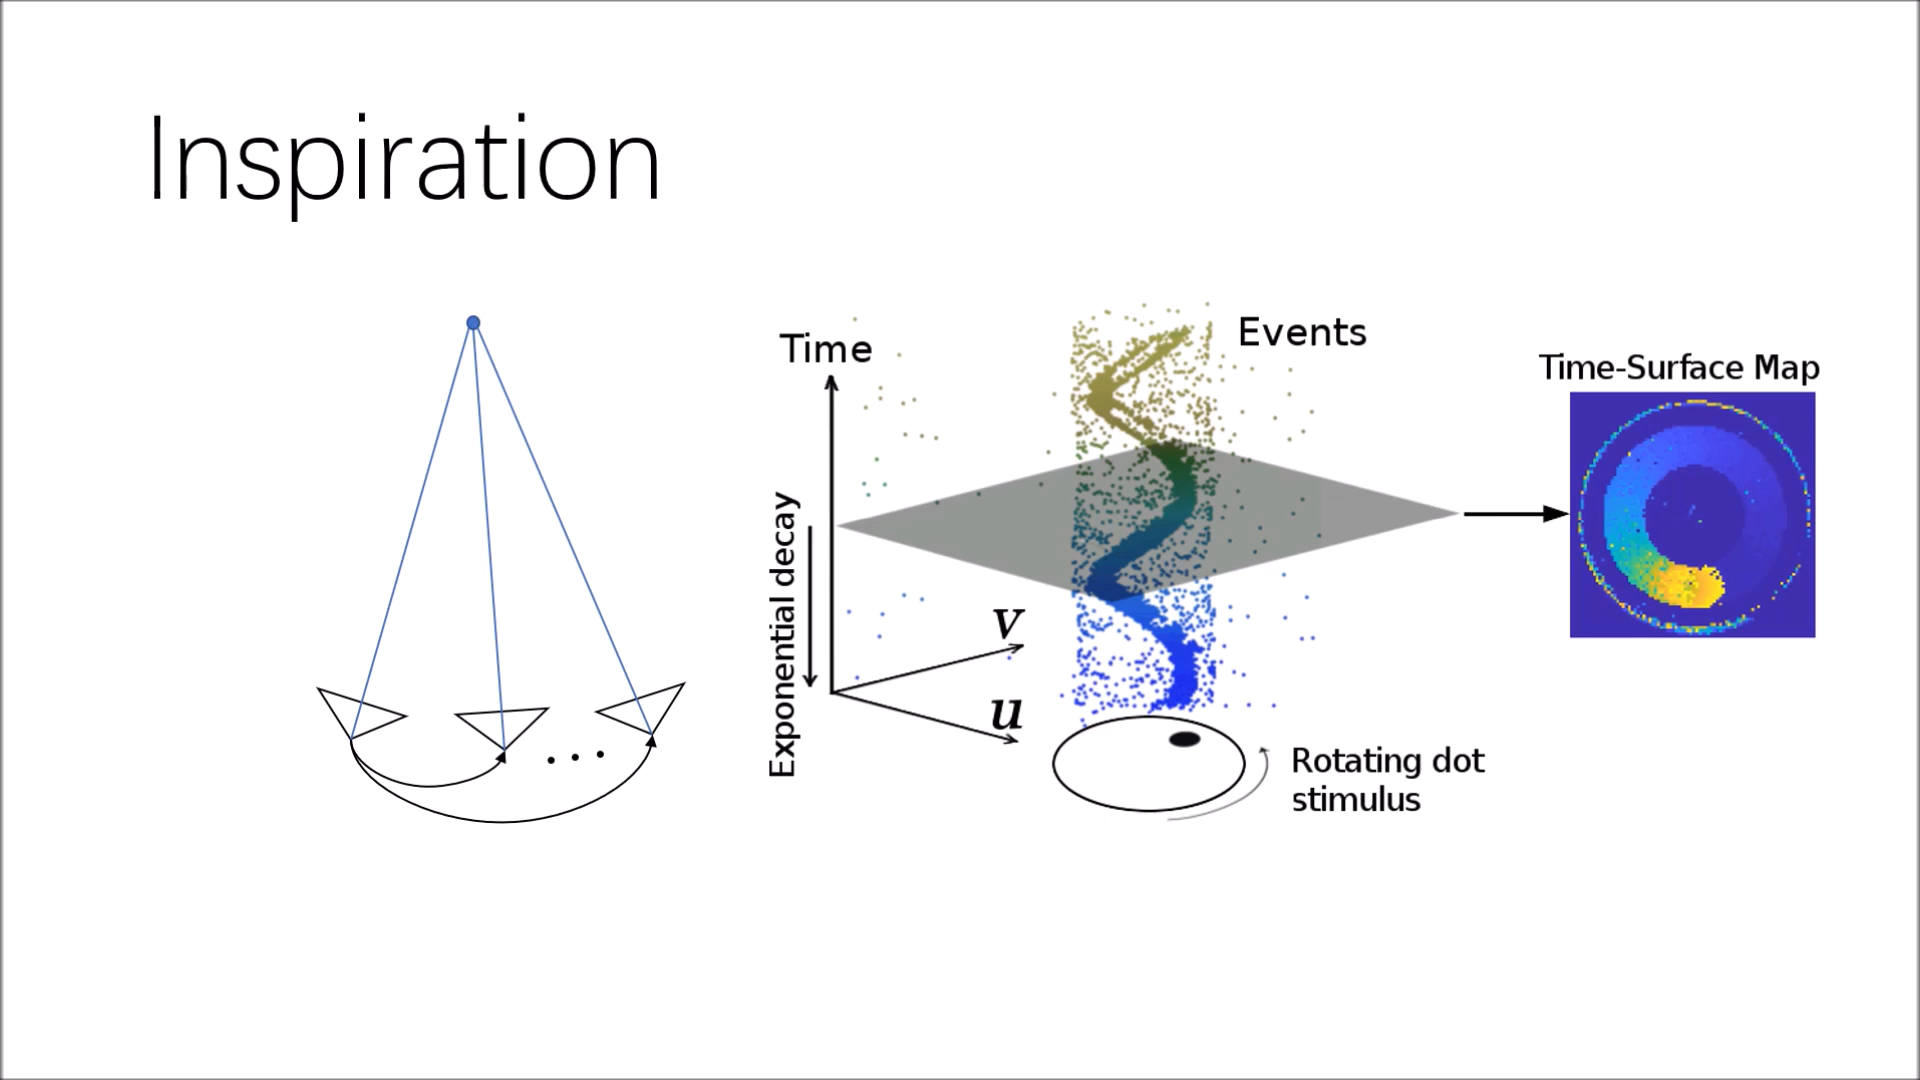 Inspiration
Time
Events
Time-Surface Map
Exponential decay
v
u
Rotating dot
stimulus